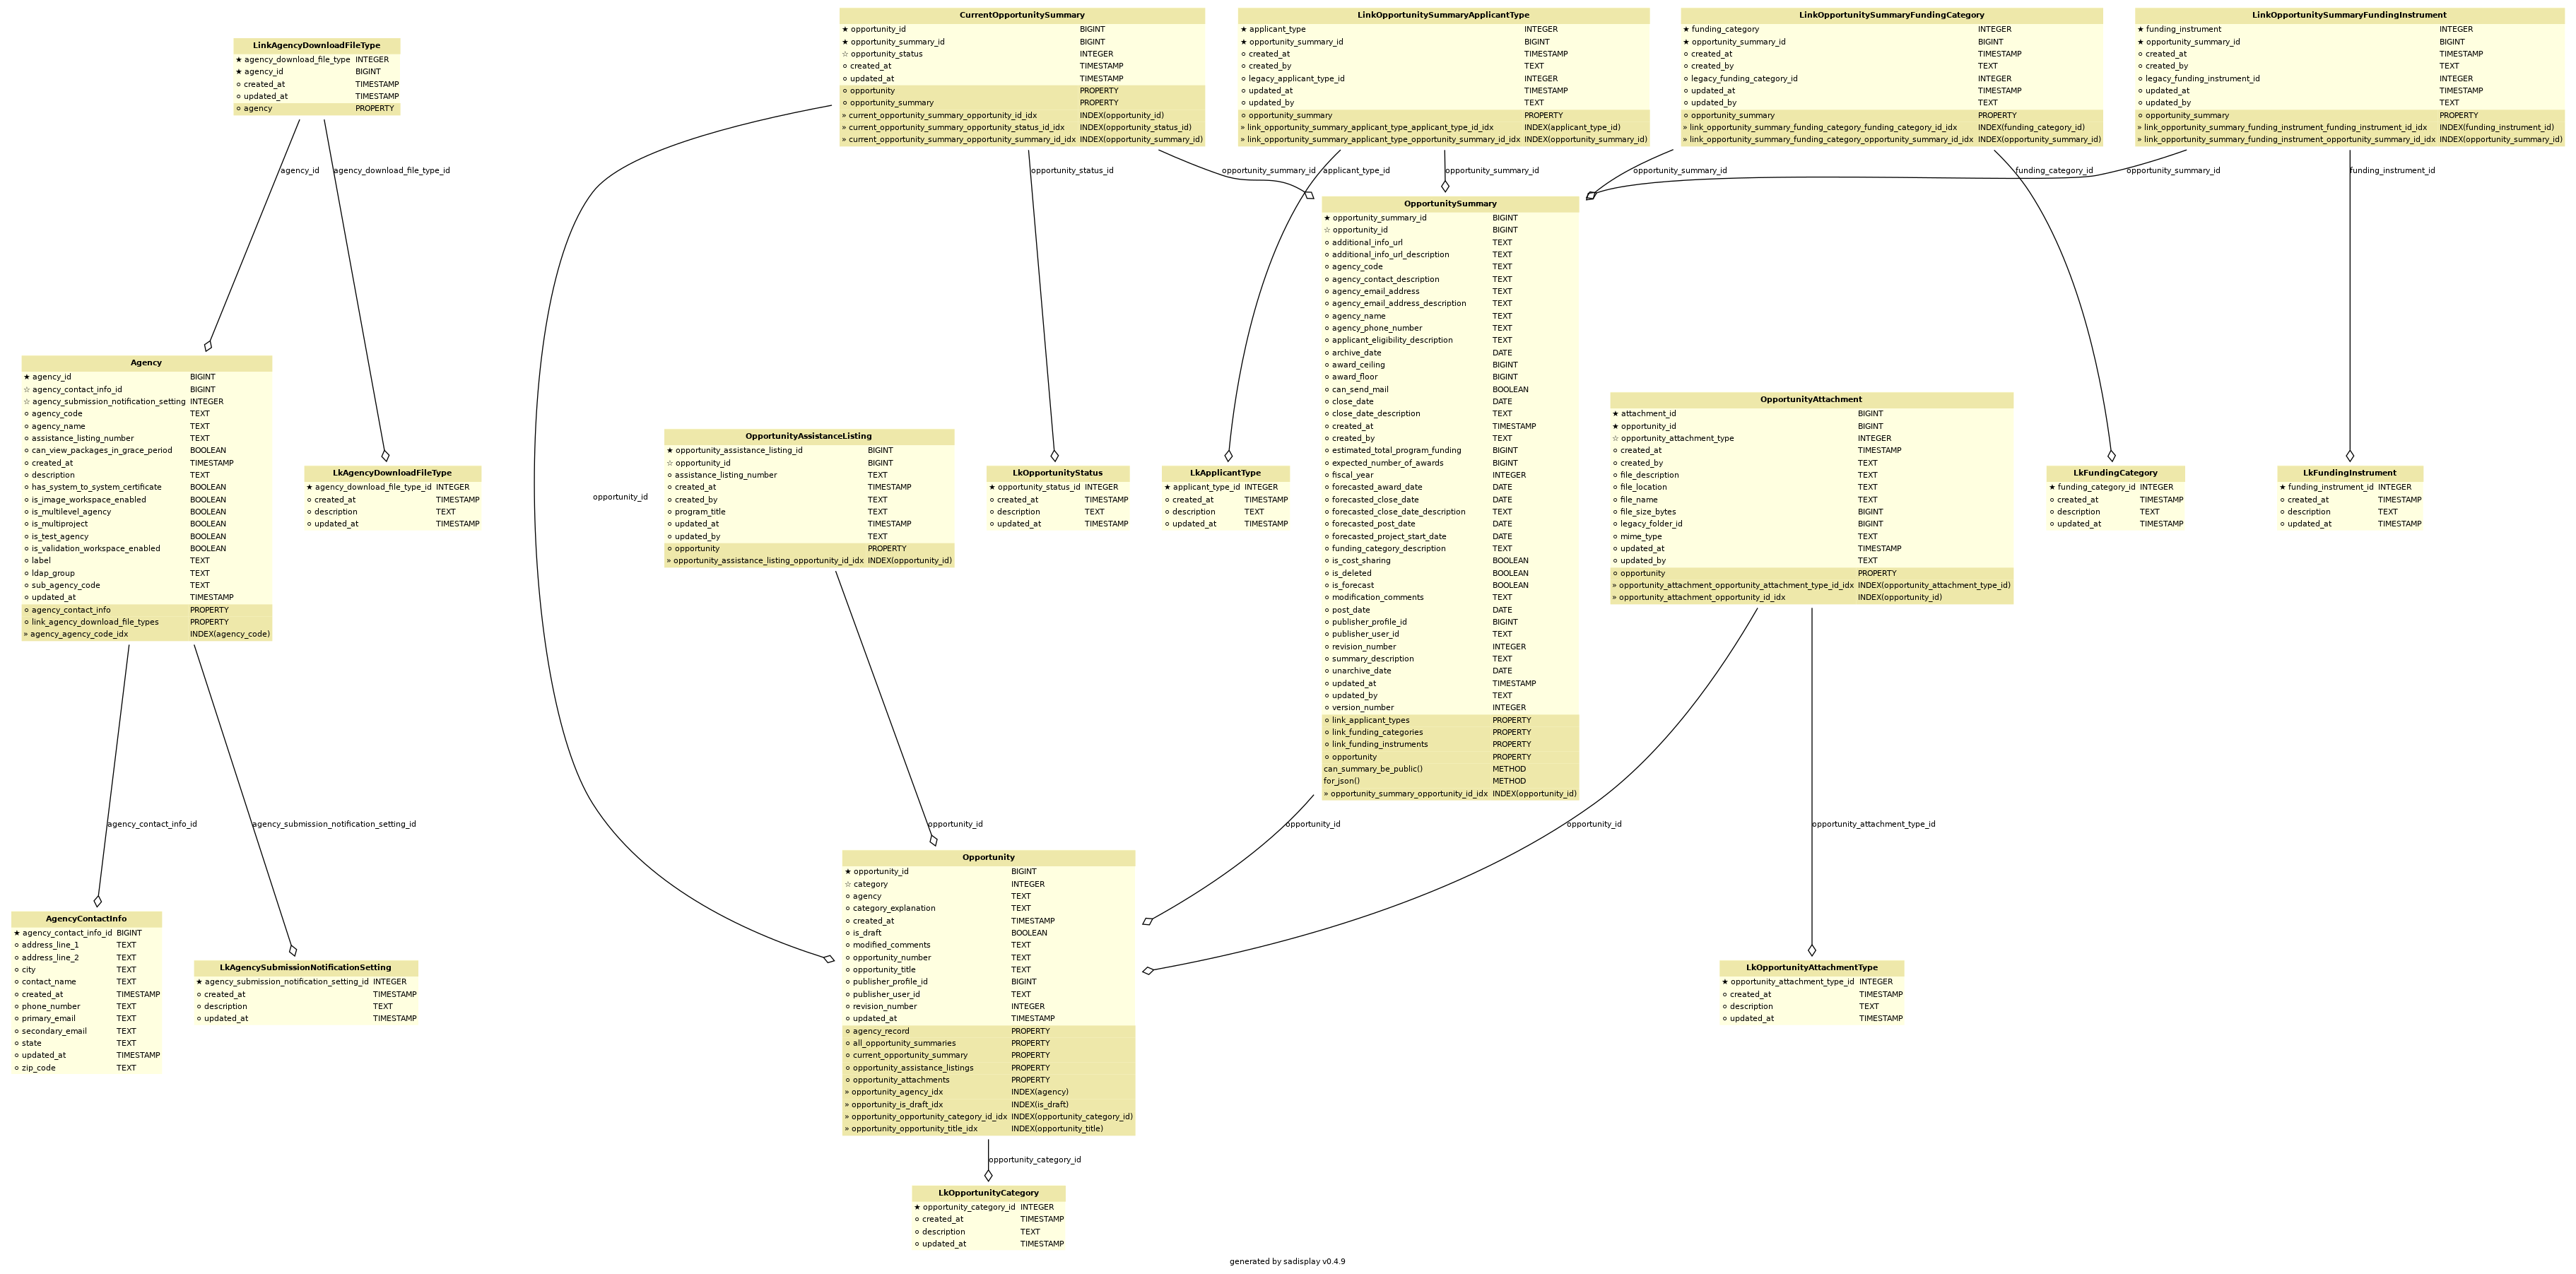 LinkAgencyDownloadFileType
★ agency_download_file_type INTEGER
★ agency_id BIGINT
⚬ created_at TIMESTAMP
⚬ updated_at TIMESTAMP
⚬ agency PROPERTY
CurrentOpportunitySummary
★ opportunity_id BIGINT
★ opportunity_summary_id BIGINT
☆ opportunity_status INTEGER
⚬ created_at TIMESTAMP
⚬ updated_at TIMESTAMP
⚬ opportunity PROPERTY
⚬ opportunity_summary PROPERTY
» current_opportunity_summary_opportunity_id_idx INDEX(opportunity_id)
» current_opportunity_summary_opportunity_status_id_idx INDEX(opportunity_status_id)
» current_opportunity_summary_opportunity_summary_id_idx INDEX(opportunity_summary_id)
LinkOpportunitySummaryApplicantType
★ applicant_type INTEGER
★ opportunity_summary_id BIGINT
⚬ created_at TIMESTAMP
⚬ created_by TEXT
⚬ legacy_applicant_type_id INTEGER
⚬ updated_at TIMESTAMP
⚬ updated_by TEXT
⚬ opportunity_summary PROPERTY
» link_opportunity_summary_applicant_type_applicant_type_id_idx INDEX(applicant_type_id)
» link_opportunity_summary_applicant_type_opportunity_summary_id_idx INDEX(opportunity_summary_id)
LinkOpportunitySummaryFundingCategory
★ funding_category INTEGER
★ opportunity_summary_id BIGINT
⚬ created_at TIMESTAMP
⚬ created_by TEXT
⚬ legacy_funding_category_id INTEGER
⚬ updated_at TIMESTAMP
⚬ updated_by TEXT
⚬ opportunity_summary PROPERTY
» link_opportunity_summary_funding_category_funding_category_id_idx INDEX(funding_category_id)
» link_opportunity_summary_funding_category_opportunity_summary_id_idx INDEX(opportunity_summary_id)
LinkOpportunitySummaryFundingInstrument
★ funding_instrument INTEGER
★ opportunity_summary_id BIGINT
⚬ created_at TIMESTAMP
⚬ created_by TEXT
⚬ legacy_funding_instrument_id INTEGER
⚬ updated_at TIMESTAMP
⚬ updated_by TEXT
⚬ opportunity_summary PROPERTY
» link_opportunity_summary_funding_instrument_funding_instrument_id_idx INDEX(funding_instrument_id)
» link_opportunity_summary_funding_instrument_opportunity_summary_id_idx INDEX(opportunity_summary_id)
agency_id
agency_download_file_type_id
opportunity_status_id
opportunity_summary_id
applicant_type_id
opportunity_summary_id
opportunity_summary_id
funding_category_id
opportunity_summary_id
funding_instrument_id
OpportunitySummary
★ opportunity_summary_id BIGINT
☆ opportunity_id BIGINT
⚬ additional_info_url TEXT
⚬ additional_info_url_description TEXT
⚬ agency_code TEXT
⚬ agency_contact_description TEXT
⚬ agency_email_address TEXT
⚬ agency_email_address_description TEXT
⚬ agency_name TEXT
⚬ agency_phone_number TEXT
⚬ applicant_eligibility_description TEXT
⚬ archive_date DATE
⚬ award_ceiling BIGINT
⚬ award_floor BIGINT
⚬ can_send_mail BOOLEAN
⚬ close_date DATE
⚬ close_date_description TEXT
⚬ created_at TIMESTAMP
⚬ created_by TEXT
⚬ estimated_total_program_funding BIGINT
⚬ expected_number_of_awards BIGINT
⚬ fiscal_year INTEGER
⚬ forecasted_award_date DATE
⚬ forecasted_close_date DATE
⚬ forecasted_close_date_description TEXT
⚬ forecasted_post_date DATE
⚬ forecasted_project_start_date DATE
⚬ funding_category_description TEXT
⚬ is_cost_sharing BOOLEAN
⚬ is_deleted BOOLEAN
⚬ is_forecast BOOLEAN
⚬ modification_comments TEXT
⚬ post_date DATE
⚬ publisher_profile_id BIGINT
⚬ publisher_user_id TEXT
⚬ revision_number INTEGER
⚬ summary_description TEXT
⚬ unarchive_date DATE
⚬ updated_at TIMESTAMP
⚬ updated_by TEXT
⚬ version_number INTEGER
⚬ link_applicant_types PROPERTY
⚬ link_funding_categories PROPERTY
⚬ link_funding_instruments PROPERTY
⚬ opportunity PROPERTY
can_summary_be_public() METHOD
for_json() METHOD
» opportunity_summary_opportunity_id_idx INDEX(opportunity_id)
Agency
★ agency_id BIGINT
☆ agency_contact_info_id BIGINT
☆ agency_submission_notification_setting INTEGER
⚬ agency_code TEXT
⚬ agency_name TEXT
⚬ assistance_listing_number TEXT
⚬ can_view_packages_in_grace_period BOOLEAN
⚬ created_at TIMESTAMP
⚬ description TEXT
⚬ has_system_to_system_certificate BOOLEAN
⚬ is_image_workspace_enabled BOOLEAN
⚬ is_multilevel_agency BOOLEAN
⚬ is_multiproject BOOLEAN
⚬ is_test_agency BOOLEAN
⚬ is_validation_workspace_enabled BOOLEAN
⚬ label TEXT
⚬ ldap_group TEXT
⚬ sub_agency_code TEXT
⚬ updated_at TIMESTAMP
⚬ agency_contact_info PROPERTY
⚬ link_agency_download_file_types PROPERTY
» agency_agency_code_idx INDEX(agency_code)
LkAgencyDownloadFileType
★ agency_download_file_type_id INTEGER
⚬ created_at TIMESTAMP
⚬ description TEXT
⚬ updated_at TIMESTAMP
opportunity_id
OpportunityAssistanceListing
★ opportunity_assistance_listing_id BIGINT
☆ opportunity_id BIGINT
⚬ assistance_listing_number TEXT
⚬ created_at TIMESTAMP
⚬ created_by TEXT
⚬ program_title TEXT
⚬ updated_at TIMESTAMP
⚬ updated_by TEXT
⚬ opportunity PROPERTY
» opportunity_assistance_listing_opportunity_id_idx INDEX(opportunity_id)
LkOpportunityStatus
★ opportunity_status_id INTEGER
⚬ created_at TIMESTAMP
⚬ description TEXT
⚬ updated_at TIMESTAMP
LkApplicantType
★ applicant_type_id INTEGER
⚬ created_at TIMESTAMP
⚬ description TEXT
⚬ updated_at TIMESTAMP
OpportunityAttachment
★ attachment_id BIGINT
★ opportunity_id BIGINT
☆ opportunity_attachment_type INTEGER
⚬ created_at TIMESTAMP
⚬ created_by TEXT
⚬ file_description TEXT
⚬ file_location TEXT
⚬ file_name TEXT
⚬ file_size_bytes BIGINT
⚬ legacy_folder_id BIGINT
⚬ mime_type TEXT
⚬ updated_at TIMESTAMP
⚬ updated_by TEXT
⚬ opportunity PROPERTY
» opportunity_attachment_opportunity_attachment_type_id_idx INDEX(opportunity_attachment_type_id)
» opportunity_attachment_opportunity_id_idx INDEX(opportunity_id)
LkFundingCategory
★ funding_category_id INTEGER
⚬ created_at TIMESTAMP
⚬ description TEXT
⚬ updated_at TIMESTAMP
LkFundingInstrument
★ funding_instrument_id INTEGER
⚬ created_at TIMESTAMP
⚬ description TEXT
⚬ updated_at TIMESTAMP
agency_contact_info_id
agency_submission_notification_setting_id
opportunity_id
opportunity_id
opportunity_id
opportunity_attachment_type_id
AgencyContactInfo
★ agency_contact_info_id BIGINT
⚬ address_line_1 TEXT
⚬ address_line_2 TEXT
⚬ city TEXT
⚬ contact_name TEXT
⚬ created_at TIMESTAMP
⚬ phone_number TEXT
⚬ primary_email TEXT
⚬ secondary_email TEXT
⚬ state TEXT
⚬ updated_at TIMESTAMP
⚬ zip_code TEXT
LkAgencySubmissionNotificationSetting
★ agency_submission_notification_setting_id INTEGER
⚬ created_at TIMESTAMP
⚬ description TEXT
⚬ updated_at TIMESTAMP
Opportunity
★ opportunity_id BIGINT
☆ category INTEGER
⚬ agency TEXT
⚬ category_explanation TEXT
⚬ created_at TIMESTAMP
⚬ is_draft BOOLEAN
⚬ modified_comments TEXT
⚬ opportunity_number TEXT
⚬ opportunity_title TEXT
⚬ publisher_profile_id BIGINT
⚬ publisher_user_id TEXT
⚬ revision_number INTEGER
⚬ updated_at TIMESTAMP
⚬ agency_record PROPERTY
⚬ all_opportunity_summaries PROPERTY
⚬ current_opportunity_summary PROPERTY
⚬ opportunity_assistance_listings PROPERTY
⚬ opportunity_attachments PROPERTY
» opportunity_agency_idx INDEX(agency)
» opportunity_is_draft_idx INDEX(is_draft)
» opportunity_opportunity_category_id_idx INDEX(opportunity_category_id)
» opportunity_opportunity_title_idx INDEX(opportunity_title)
LkOpportunityAttachmentType
★ opportunity_attachment_type_id INTEGER
⚬ created_at TIMESTAMP
⚬ description TEXT
⚬ updated_at TIMESTAMP
opportunity_category_id
LkOpportunityCategory
★ opportunity_category_id INTEGER
⚬ created_at TIMESTAMP
⚬ description TEXT
⚬ updated_at TIMESTAMP
generated by sadisplay v0.4.9